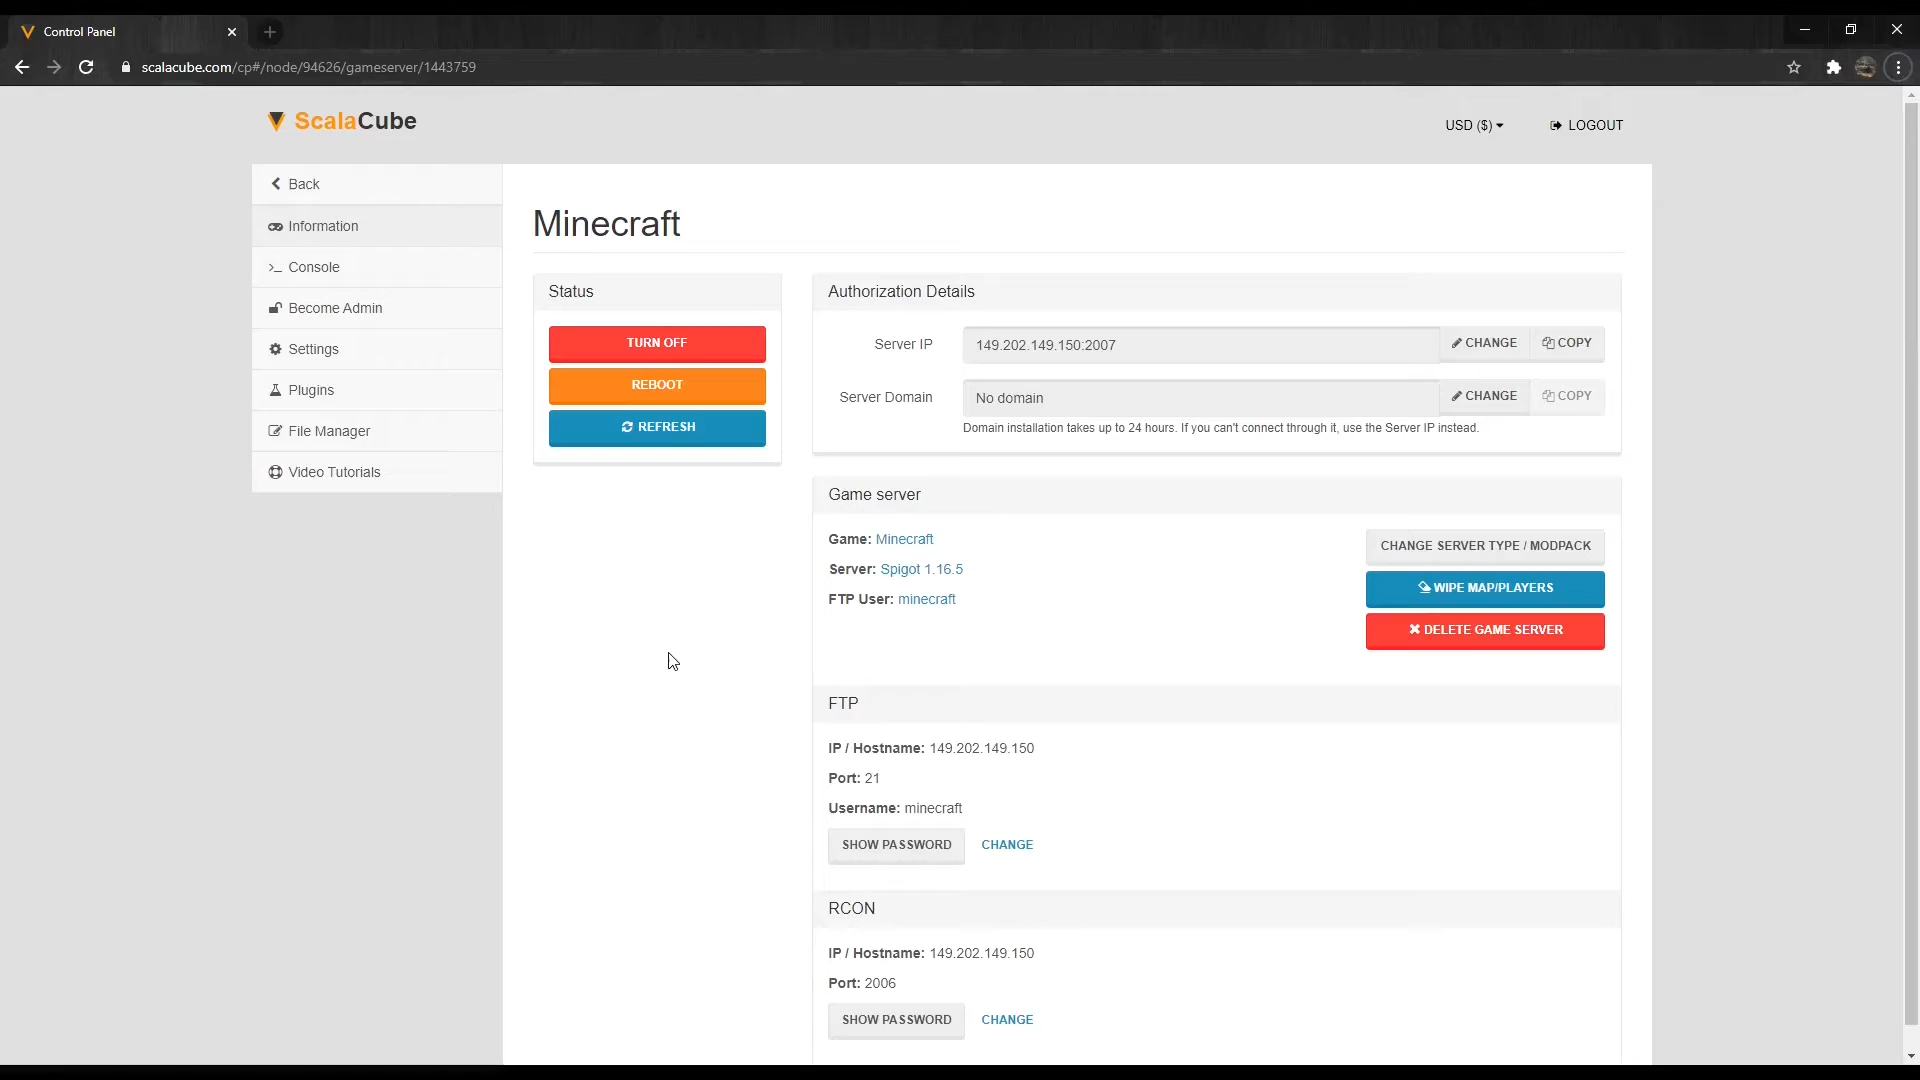 Control Panel
scalacube.com/cp#/node/94626/gameserver/1443759
ScalaCube
USD ($)
LOGOUT
Back
Information
Console
Become Admin
Settings
Plugins
File Manager
Video Tutorials
Minecraft
Status
TURN OFF
REBOOT
REFRESH
Authorization Details
Server IP 149.202.149.150:2007 CHANGE COPY
Server Domain No domain CHANGE COPY
Domain installation takes up to 24 hours. If you can't connect through it, use the Server IP instead.
Game server
Game: Minecraft
Server: Spigot 1.16.5
FTP User: minecraft
CHANGE SERVER TYPE / MODPACK
WIPE MAP/PLAYERS
DELETE GAME SERVER
FTP
IP / Hostname: 149.202.149.150
Port: 21
Username: minecraft
SHOW PASSWORD CHANGE
RCON
IP / Hostname: 149.202.149.150
Port: 2006
SHOW PASSWORD CHANGE